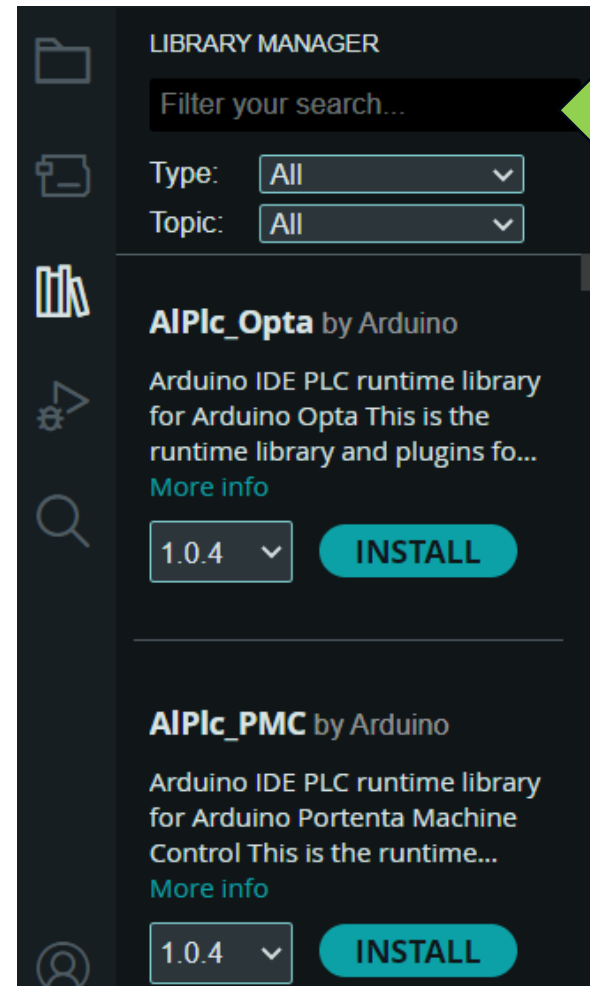 LIBRARY MANAGER
Filter your search...
Type: All
Topic: All
AlPlc_Opta by Arduino
Arduino IDE PLC runtime library
for Arduino Opta This is the
runtime library and plugins fo...
More info
1.0.4 INSTALL
AlPlc_PMC by Arduino
Arduino IDE PLC runtime library
for Arduino Portenta Machine
Control This is the runtime...
More info
1.0.4 INSTALL